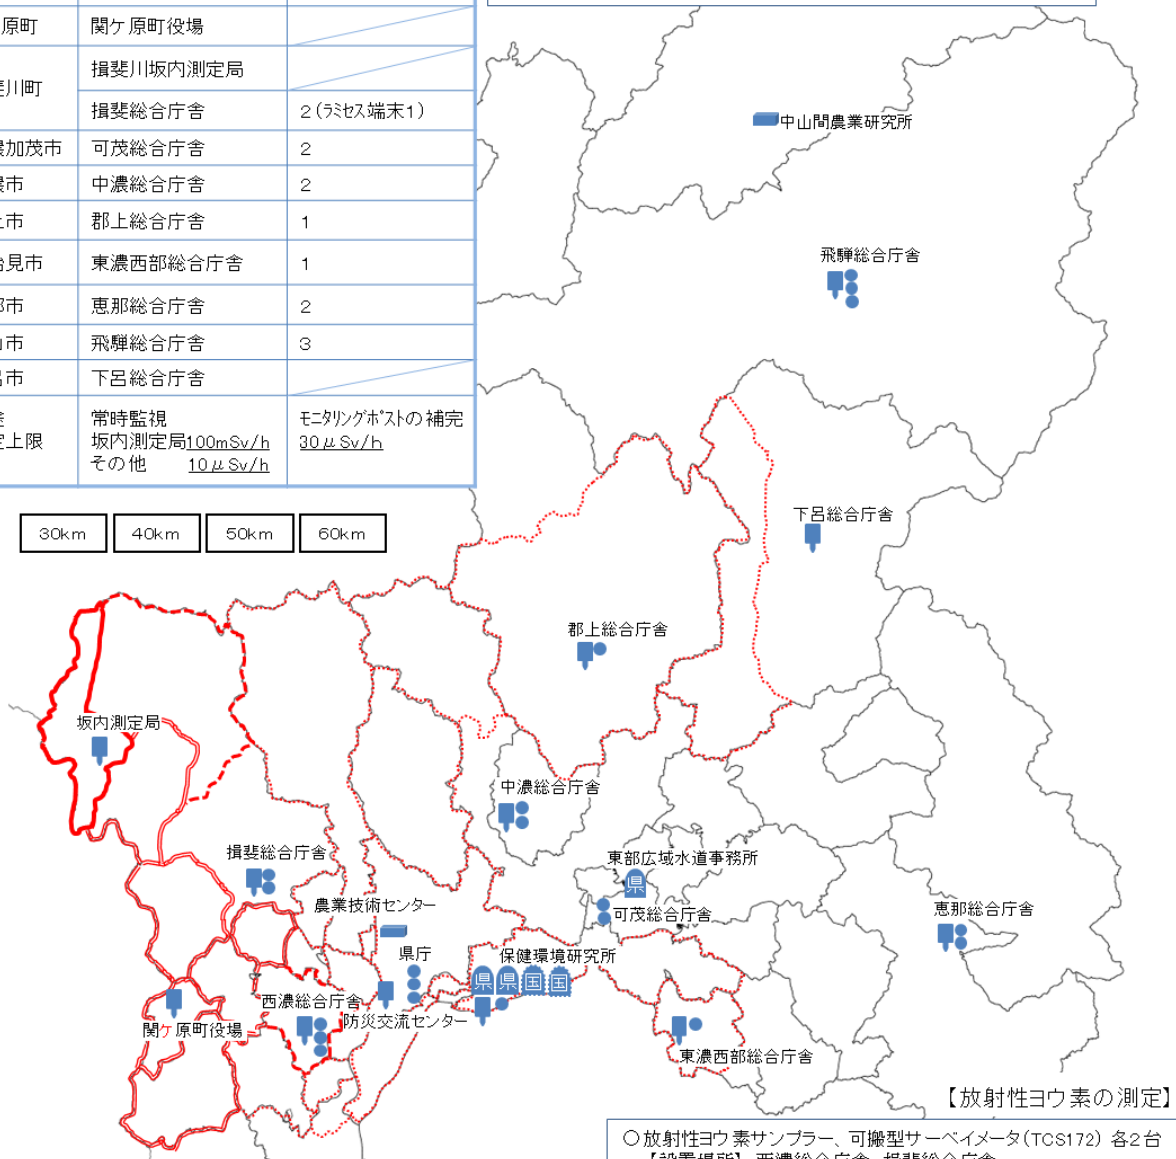 原町 関ケ原町役場
川町 揖斐川坂内測定局
揖斐総合庁舎 2(ラミセス端末1)
加茂市 可茂総合庁舎 2
市 中濃総合庁舎 2
市 郡上総合庁舎 1
見市 東濃西部総合庁舎 1
市 恵那総合庁舎 2
市 飛騨総合庁舎 3
市 下呂総合庁舎
上限
常時監視
坂内測定局100mSv/h
その他 10μSv/h
モニタリングポストの補完
30μSv/h
30km 40km 50km 60km
中山間農業研究所
飛騨総合庁舎
下呂総合庁舎
郡上総合庁舎
坂内測定局
中濃総合庁舎
揖斐総合庁舎
東部広域水道事務所
県
農業技術センター
可茂総合庁舎
恵那総合庁舎
県庁
保健環境研究所
県 県 国 国
西濃総合庁舎
防災交流センター
関ケ原町役場
東濃西部総合庁舎
【放射性ヨウ素の測定】
○放射性ヨウ素サンプラー、可搬型サーベイメータ(TCS172) 各2台
【設置場所】 西濃総合庁舎、揖斐総合庁舎